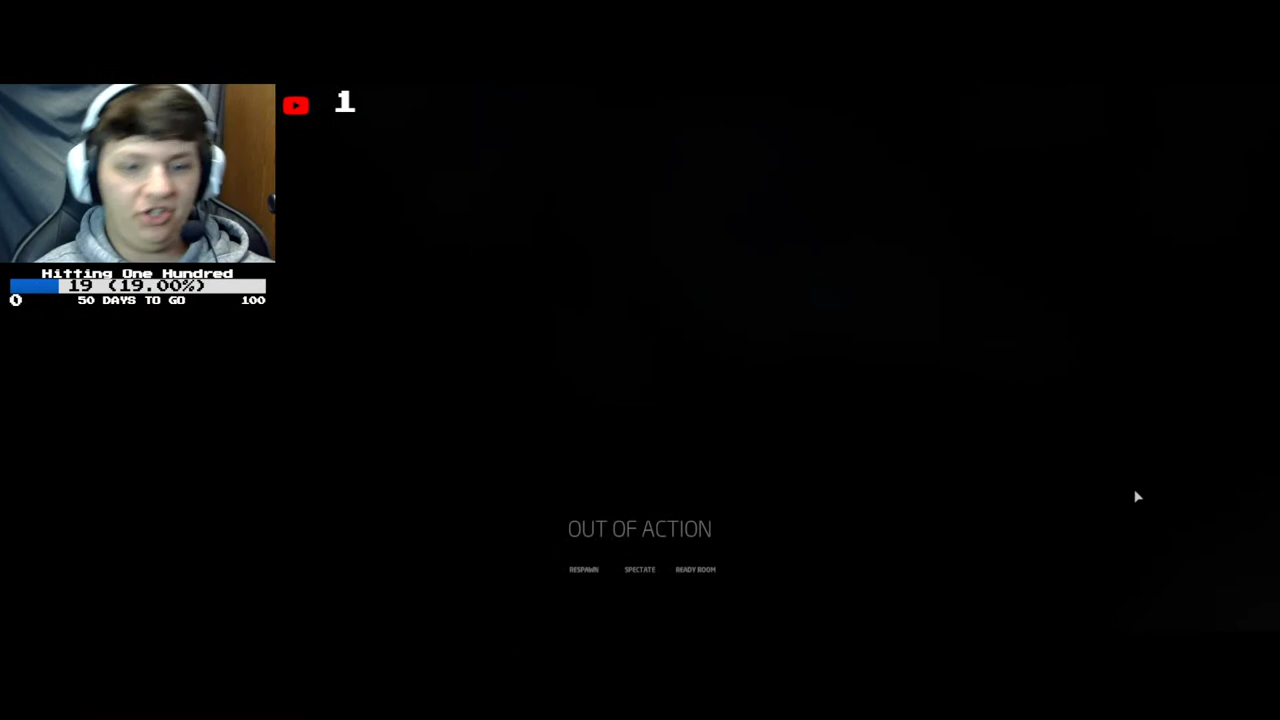 1
Hitting One Hundred
19 (19.00%)
0 50 DAYS TO GO 100
OUT OF ACTION
RESPAWN SPECTATE READY ROOM